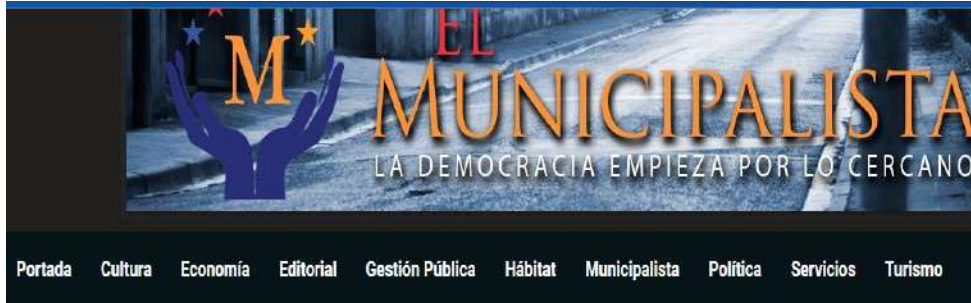 M
EL
MUNICIPALISTA
LA DEMOCRACIA EMPIEZA POR LO CERCANO
Portada Cultura Economía Editorial Gestión Pública Hábitat Municipalista Política Servicios Turismo